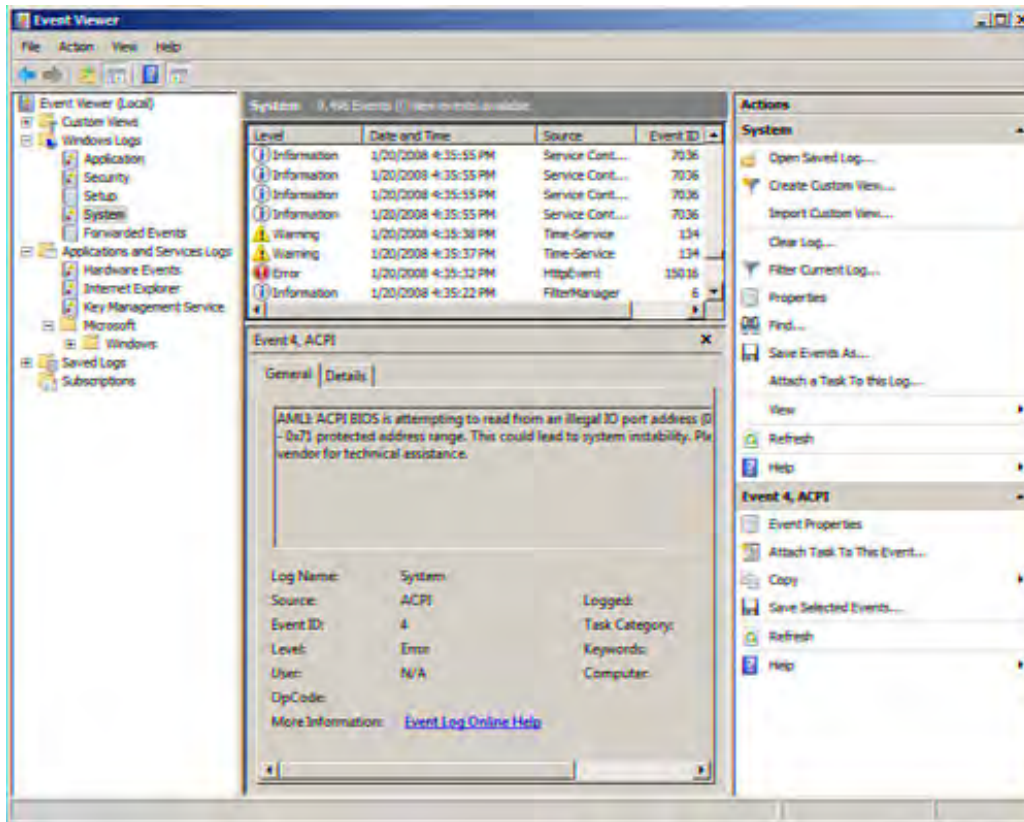 Event Viewer
File Action View Help
Event Viewer (Local)
Custom Views
Windows Logs
Application
Security
Setup
System
Forwarded Events
Applications and Services Logs
Hardware Events
Internet Explorer
Key Management Service
Microsoft
Windows
Saved Logs
Subscriptions
System Events
Level Date and Time Source Event ID
Information 1/20/2008 4:35:55 PM Service Cont... 7036
Information 1/20/2008 4:35:55 PM Service Cont... 7036
Information 1/20/2008 4:35:55 PM Service Cont... 7036
Information 1/20/2008 4:35:55 PM Service Cont... 7036
Warning 1/20/2008 4:35:38 PM Time-Service 134
Warning 1/20/2008 4:35:37 PM Time-Service 134
Error 1/20/2008 4:35:32 PM HttpEvent 15016
Information 1/20/2008 4:35:22 PM FilterManager 6
Event 4, ACPI
General Details
AMLI: ACPI BIOS is attempting to read from an illegal IO port address (0
- 0x71 protected address range. This could lead to system instability. Ple
vendor for technical assistance.
Log Name: System
Source: ACPI Logged:
Event ID: 4 Task Category:
Level: Error Keywords:
User: N/A Computer:
OpCode:
More Information: Event Log Online Help
Actions
System
Open Saved Log...
Create Custom View...
Import Custom View...
Clear Log...
Filter Current Log...
Properties
Find...
Save Events As...
Attach a Task To this Log...
View
Refresh
Help
Event 4, ACPI
Event Properties
Attach Task To This Event...
Copy
Save Selected Events...
Refresh
Help